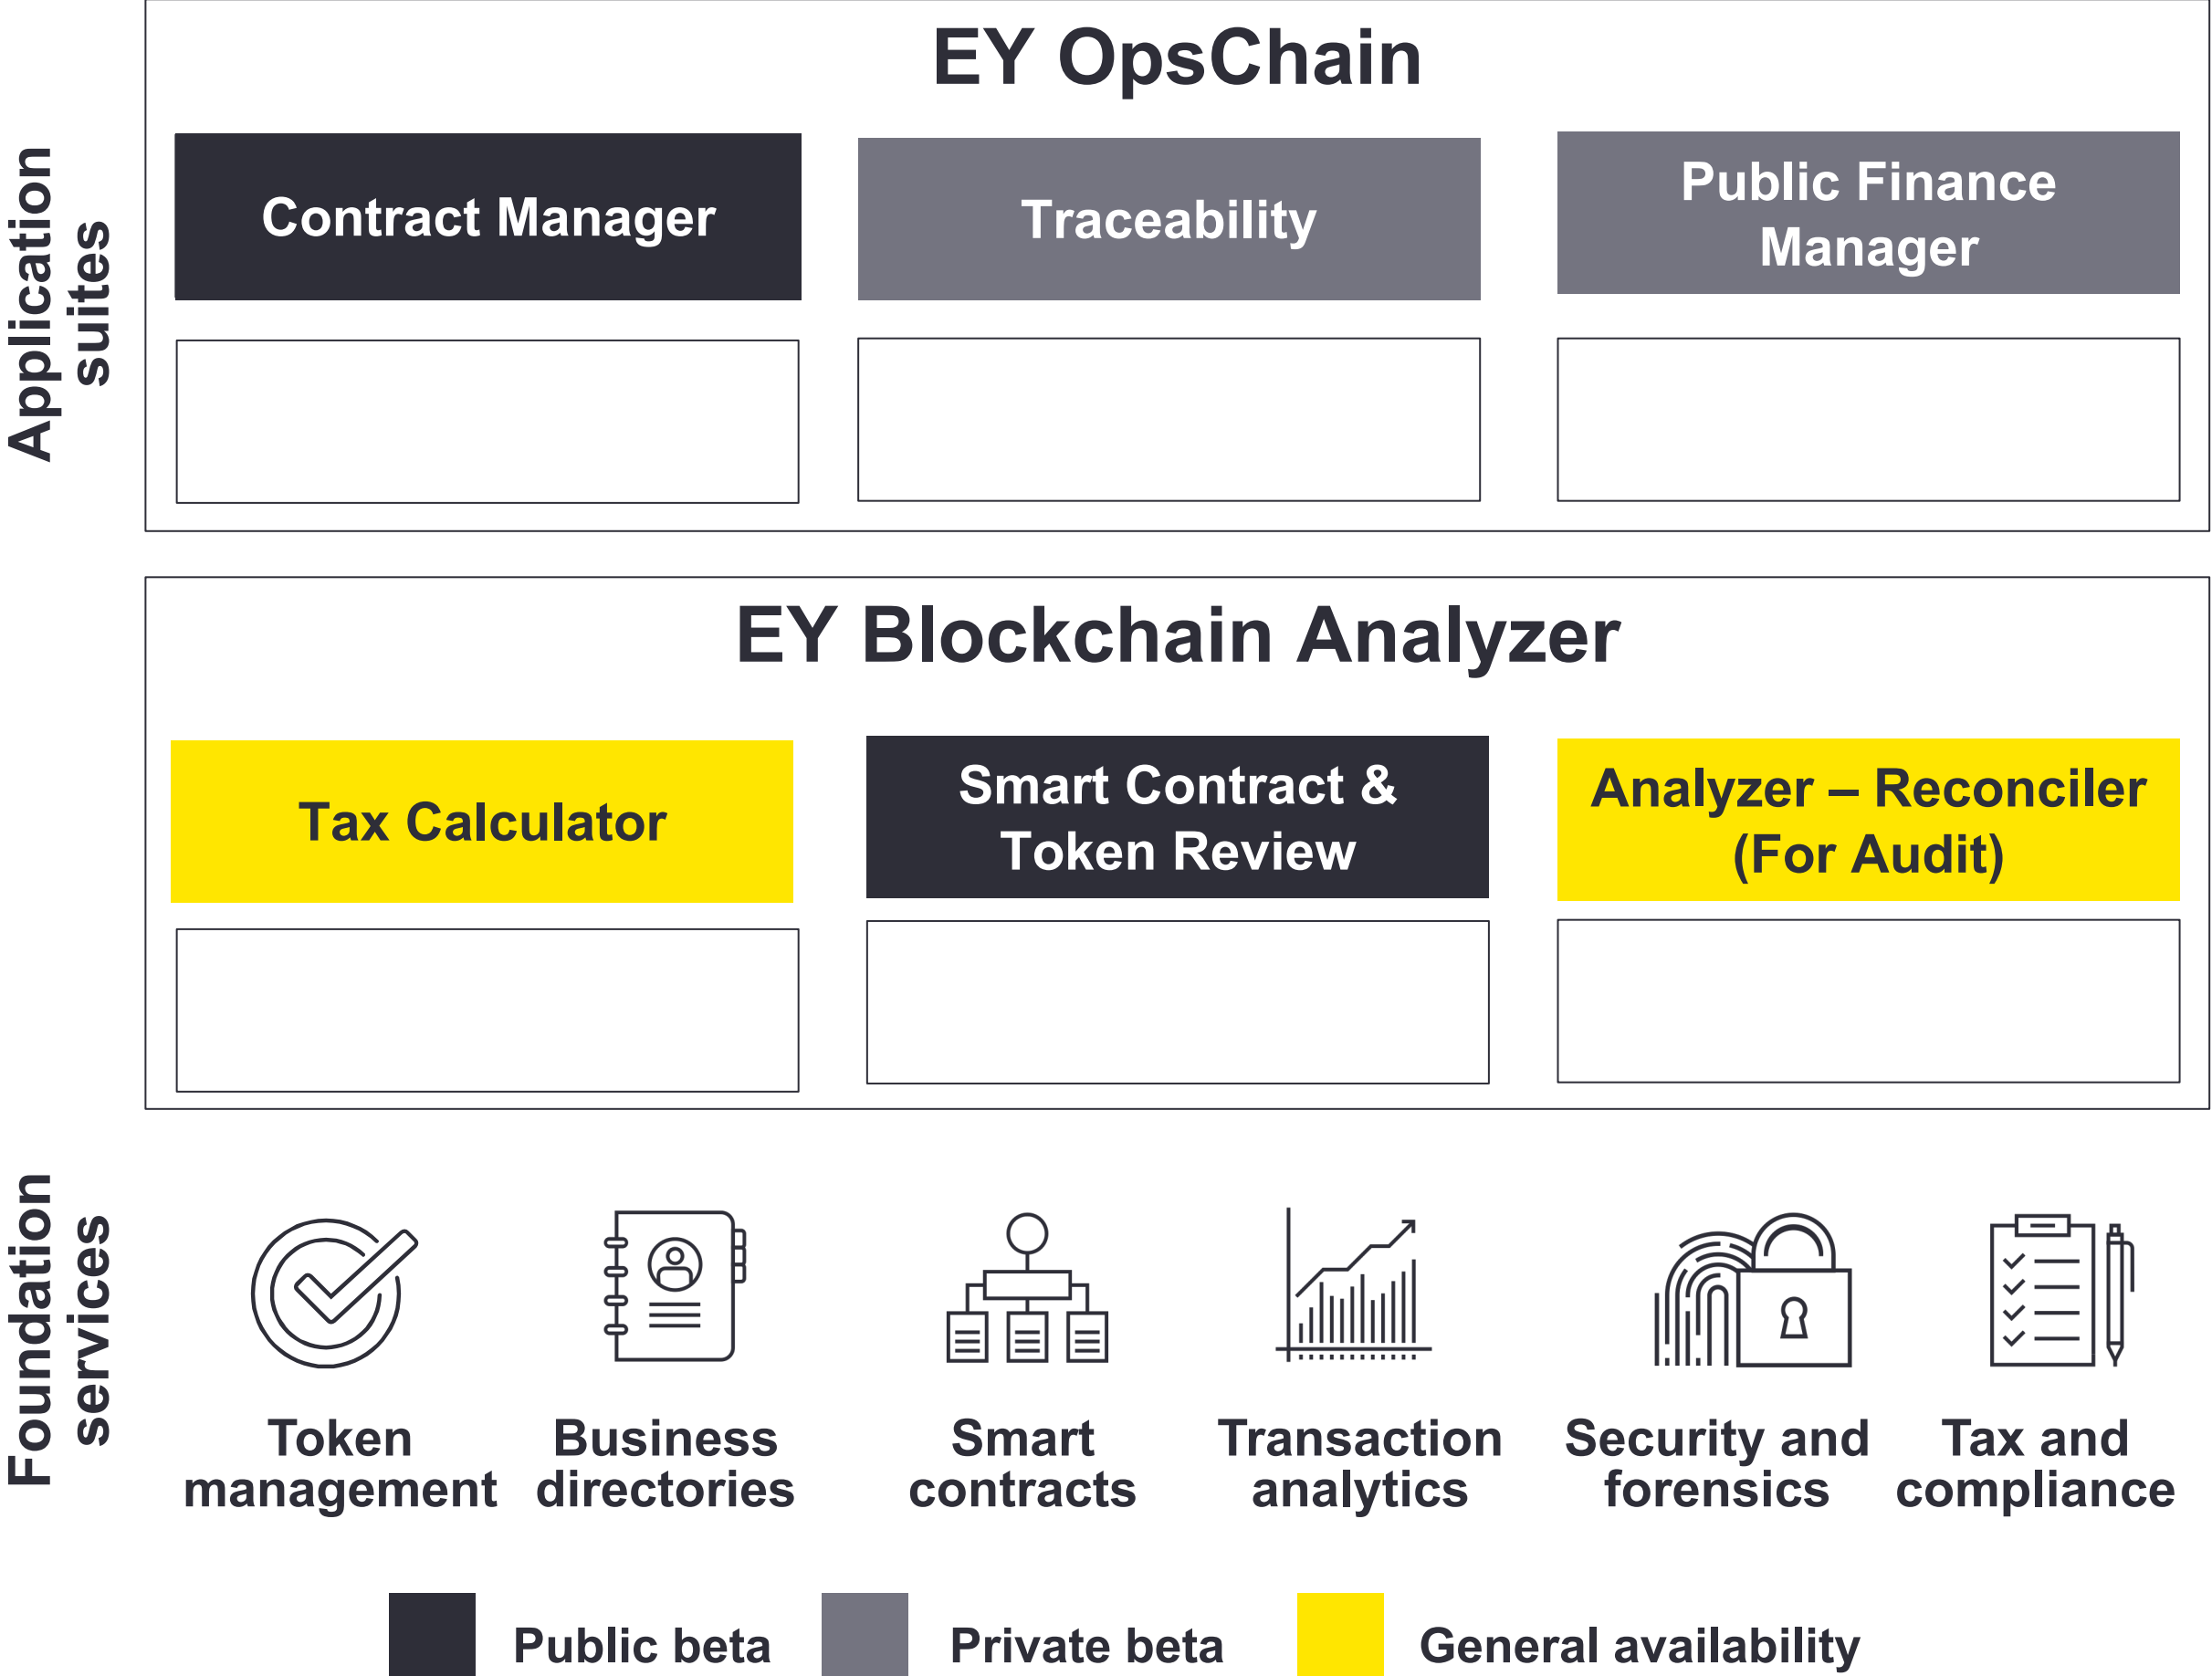 Application
suites
EY OpsChain
Contract Manager
Traceability
Public Finance
Manager
EY Blockchain Analyzer
Tax Calculator
Smart Contract &
Token Review
Analyzer – Reconciler
(For Audit)
Foundation
services
Token
management
Business
directories
Smart
contracts
Transaction
analytics
Security and
forensics
Tax and
compliance
Public beta
Private beta
General availability